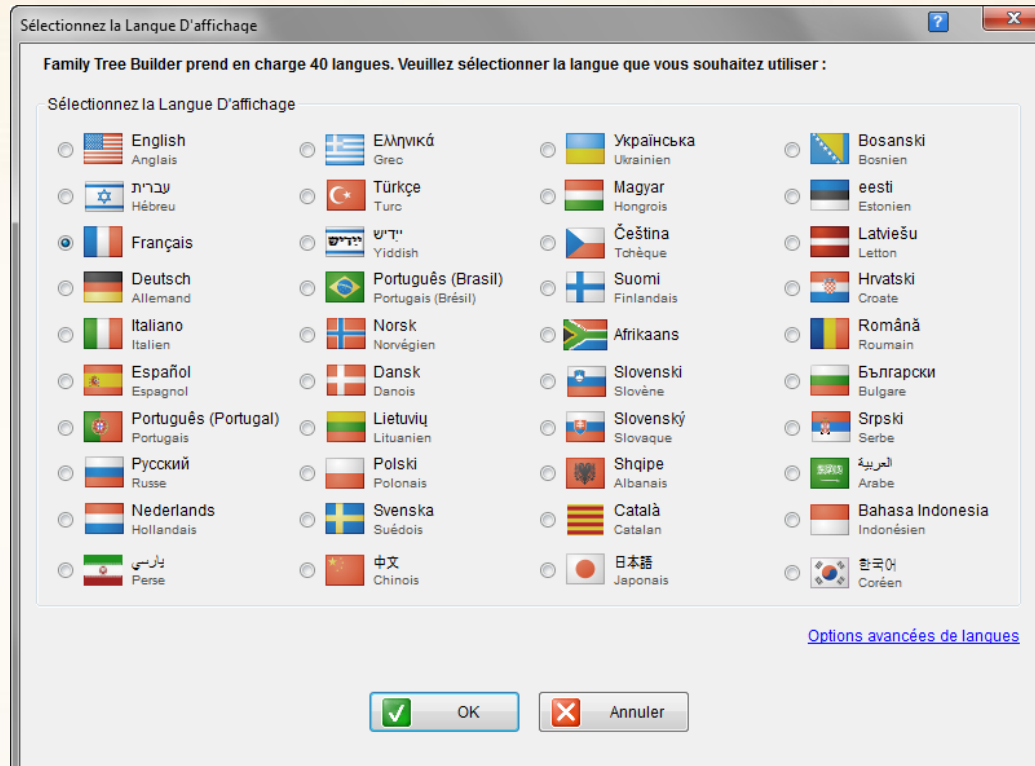 Sélectionnez la Langue D'affichage
Family Tree Builder prend en charge 40 langues. Veuillez sélectionner la langue que vous souhaitez utiliser :
Sélectionnez la Langue D'affichage
English
Anglais
עברית
Hébreu
Français
Deutsch
Allemand
Italiano
Italien
Español
Espagnol
Português (Portugal)
Portugais
Русский
Russe
Nederlands
Hollandais
پارسي
Perse
Ελληνικά
Grec
Türkçe
Turc
ייִדיש
ייִדיש
Yiddish
Português (Brasil)
Portugais (Brésil)
Norsk
Norvégien
Dansk
Danois
Lietuvių
Lituanien
Polski
Polonais
Svenska
Suédois
中文
Chinois
Українська
Ukrainien
Magyar
Hongrois
Čeština
Tchèque
Suomi
Finlandais
Afrikaans
Slovenski
Slovène
Slovenský
Slovaque
Shqipe
Albanais
Català
Catalan
日本語
Japonais
Bosanski
Bosnien
eesti
Estonien
Latviešu
Letton
Hrvatski
Croate
Română
Roumain
Български
Bulgare
Srpski
Serbe
العربية
Arabe
Bahasa Indonesia
Indonésien
한국어
Coréen
Options avancées de langues
OK
Annuler